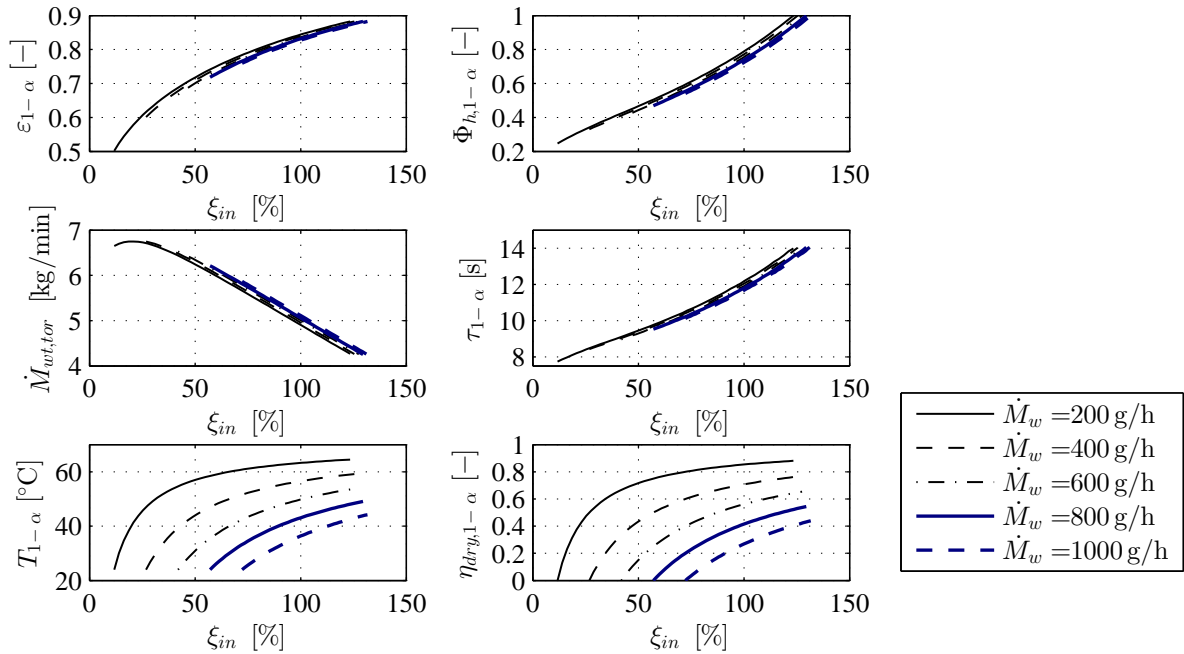 0.9
0.8
0.7
0.6
0.5
0 50 100 150
ε1−α [—]
ξin [%]
1
0.8
0.6
0.4
0.2
0 50 100 150
Φh,1−α [—]
ξin [%]
7
6
5
4
0 50 100 150
Ṁwt,tor [kg/min]
ξin [%]
14
12
10
8
0 50 100 150
τ1−α [s]
ξin [%]
60
40
20
0 50 100 150
T1−α [°C]
ξin [%]
1
0.8
0.6
0.4
0.2
0
0 50 100 150
ηdry,1−α [—]
ξin [%]
Ṁw =200 g/h
Ṁw =400 g/h
Ṁw =600 g/h
Ṁw =800 g/h
Ṁw =1000 g/h